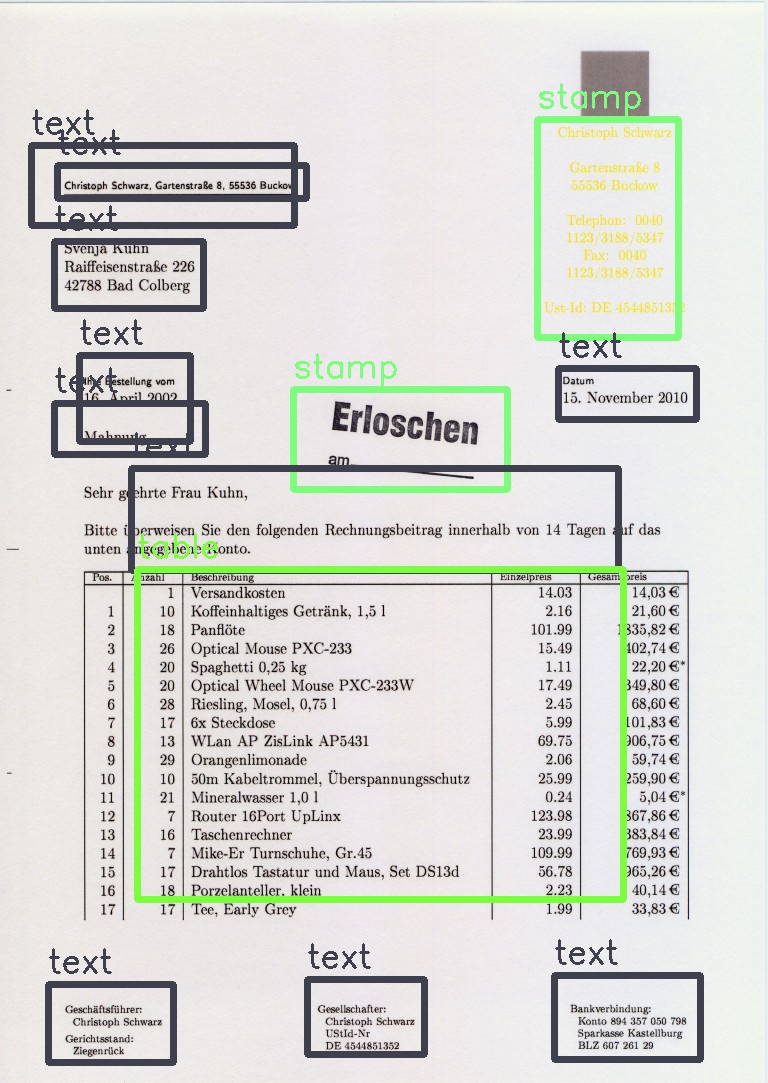 stamp
Christoph Schwarz
Gartenstraße 8
55536 Buckow
Telephon: 0040
1123/3188/5347
Fax: 0040
1123/3188/5347
Ust-Id: DE 4544851352
text
text
Christoph Schwarz, Gartenstraße 8, 55536 Buckow
text
Svenja Kuhn
Raiffeisenstraße 226
42788 Bad Colberg
text
Ihre Bestellung vom
16. April 2002
text
Mahnung
text
Datum
15. November 2010
stamp
Erloschen
am
text
Sehr geehrte Frau Kuhn,
Bitte überweisen Sie den folgenden Rechnungsbeitrag innerhalb von 14 Tagen auf das
unten angegebene Konto.
table
Pos. Anzahl Beschreibung Einzelpreis Gesamtpreis
1 Versandkosten 14.03 14,03 €
1 10 Koffeinhaltiges Getränk, 1,5 l 2.16 21,60 €
2 18 Panflöte 101.99 1835,82 €
3 26 Optical Mouse PXC-233 15.49 402,74 €
4 20 Spaghetti 0,25 kg 1.11 22,20 €*
5 20 Optical Wheel Mouse PXC-233W 17.49 349,80 €
6 28 Riesling, Mosel, 0,75 l 2.45 68,60 €
7 17 6x Steckdose 5.99 101,83 €
8 13 WLan AP ZisLink AP5431 69.75 906,75 €
9 29 Orangenlimonade 2.06 59,74 €
10 10 50m Kabeltrommel, Überspannungsschutz 25.99 259,90 €
11 21 Mineralwasser 1,0 l 0.24 5,04 €*
12 7 Router 16Port UpLinx 123.98 867,86 €
13 16 Taschenrechner 23.99 383,84 €
14 7 Mike-Er Turnschuhe, Gr.45 109.99 769,93 €
15 17 Drahtlos Tastatur und Maus, Set DS13d 56.78 965,26 €
16 18 Porzelanteller, klein 2.23 40,14 €
17 17 Tee, Early Grey 1.99 33,83 €
text
Geschäftsführer:
Christoph Schwarz
Gerichtsstand:
Ziegenrück
text
Gesellschafter:
Christoph Schwarz
UStId-Nr
DE 4544851352
text
Bankverbindung:
Konto 894 357 050 798
Sparkasse Kastellburg
BLZ 607 261 29